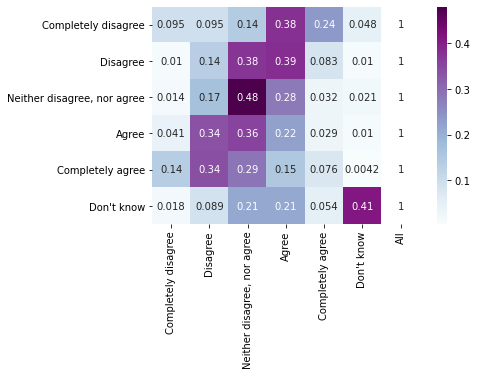 Completely disagree 0.095 0.095 0.14 0.38 0.24 0.048 1
Disagree 0.01 0.14 0.38 0.39 0.083 0.01 1
Neither disagree, nor agree 0.014 0.17 0.48 0.28 0.032 0.021 1
Agree 0.041 0.34 0.36 0.22 0.029 0.01 1
Completely agree 0.14 0.34 0.29 0.15 0.076 0.0042 1
Don't know 0.018 0.089 0.21 0.21 0.054 0.41 1
Completely disagree
Disagree
Neither disagree, nor agree
Agree
Completely agree
Don't know
All
0.4
0.3
0.2
0.1